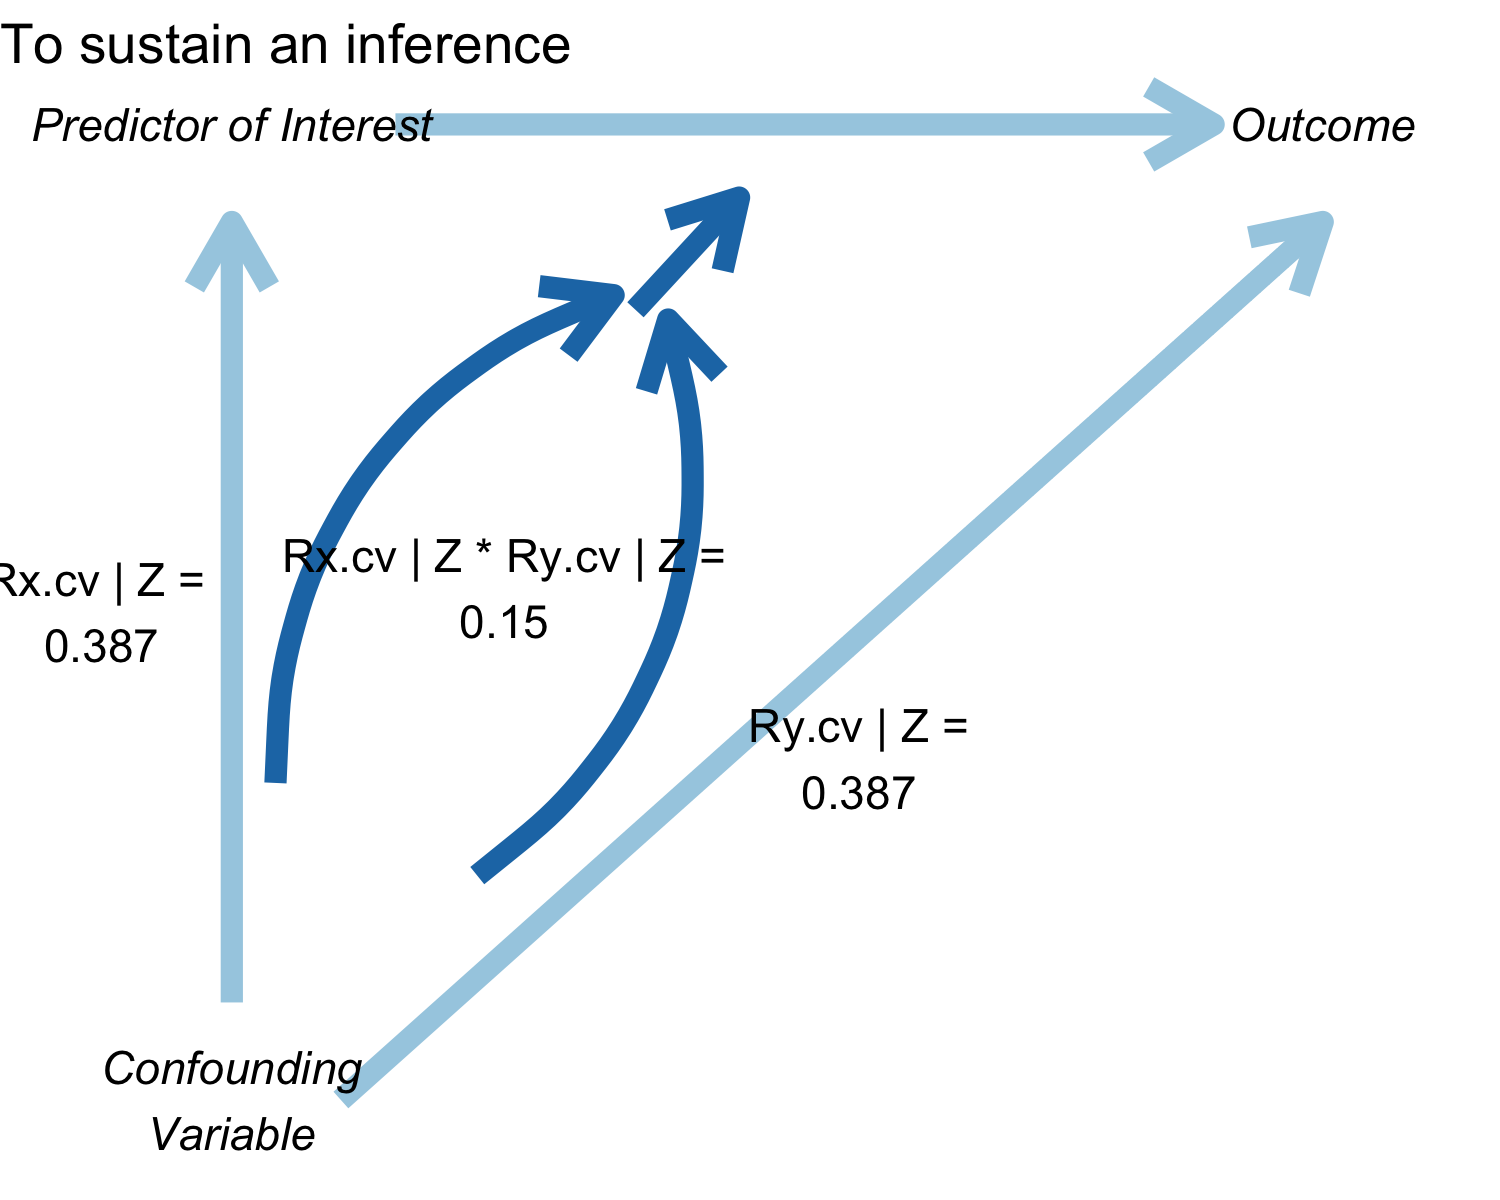 To sustain an inference
Predictor of Interest
Outcome
Rx.cv | Z * Ry.cv | Z =
0.15
Rx.cv | Z =
0.387
Ry.cv | Z =
0.387
Confounding
Variable